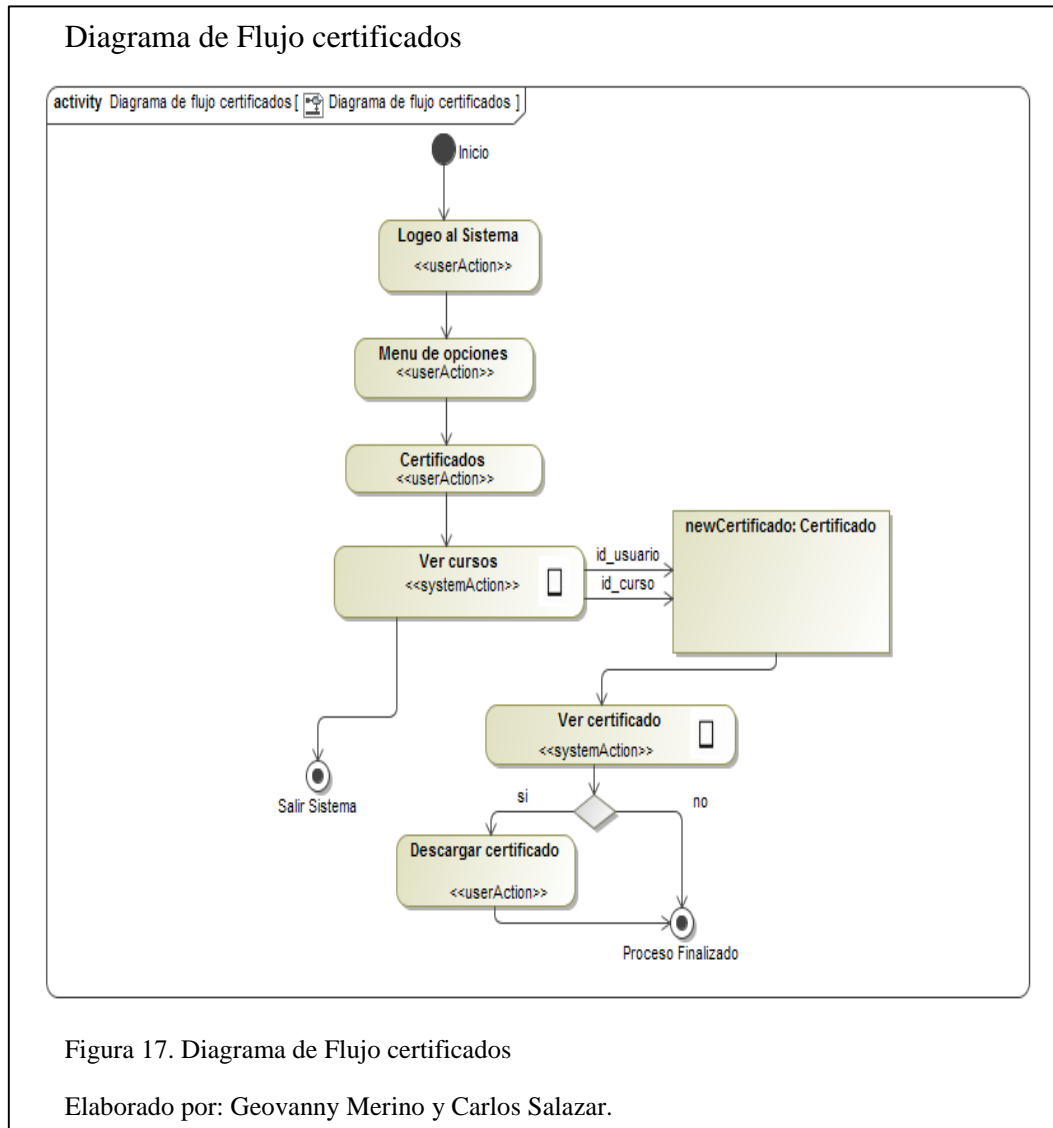 Diagrama de Flujo certificados
activity Diagrama de flujo certificados [ Diagrama de flujo certificados ]
Inicio
Logeo al Sistema
<<userAction>>
Menu de opciones
<<userAction>>
Certificados
<<userAction>>
Ver cursos
<<systemAction>>
id_usuario
id_curso
newCertificado: Certificado
Ver certificado
<<systemAction>>
Salir Sistema
si
no
Descargar certificado
<<userAction>>
Proceso Finalizado
Figura 17. Diagrama de Flujo certificados
Elaborado por: Geovanny Merino y Carlos Salazar.